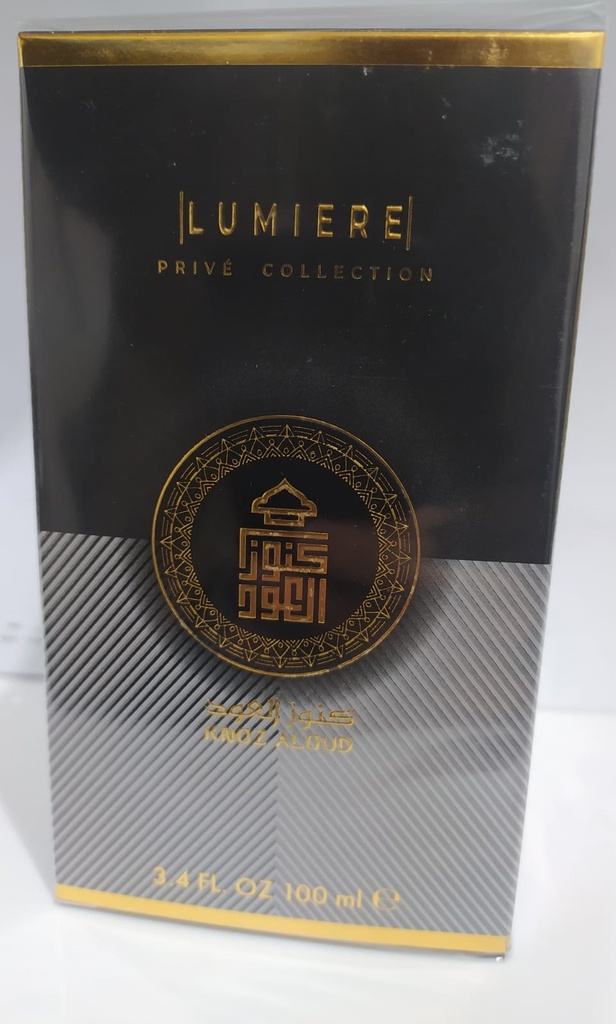 |LUMIERE|
PRIVÉ COLLECTION
كنوز
العود
كنوز العود
KNOZ ALOUD
3.4 FL. OZ 100 ml ℮